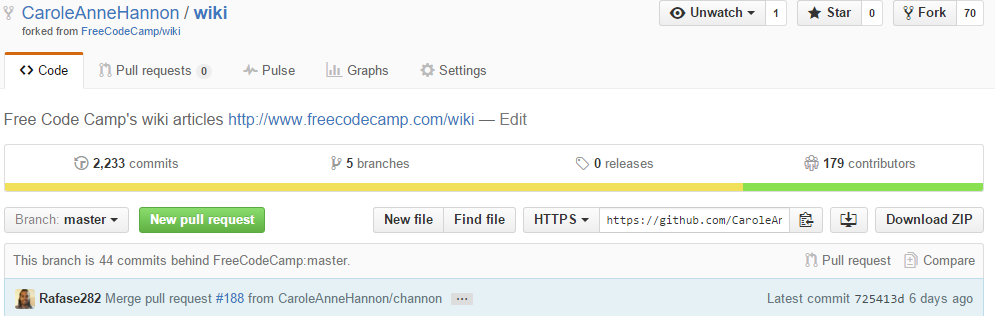 CaroleAnneHannon / wiki Unwatch 1 Star 0 Fork 70
forked from FreeCodeCamp/wiki
Code Pull requests 0 Pulse Graphs Settings
Free Code Camp's wiki articles http://www.freecodecamp.com/wiki — Edit
2,233 commits 5 branches 0 releases 179 contributors
Branch: master New pull request New file Find file HTTPS https://github.com/CaroleAn Download ZIP
This branch is 44 commits behind FreeCodeCamp:master. Pull request Compare
Rafase282 Merge pull request #188 from CaroleAnneHannon/channon ... Latest commit 725413d 6 days ago